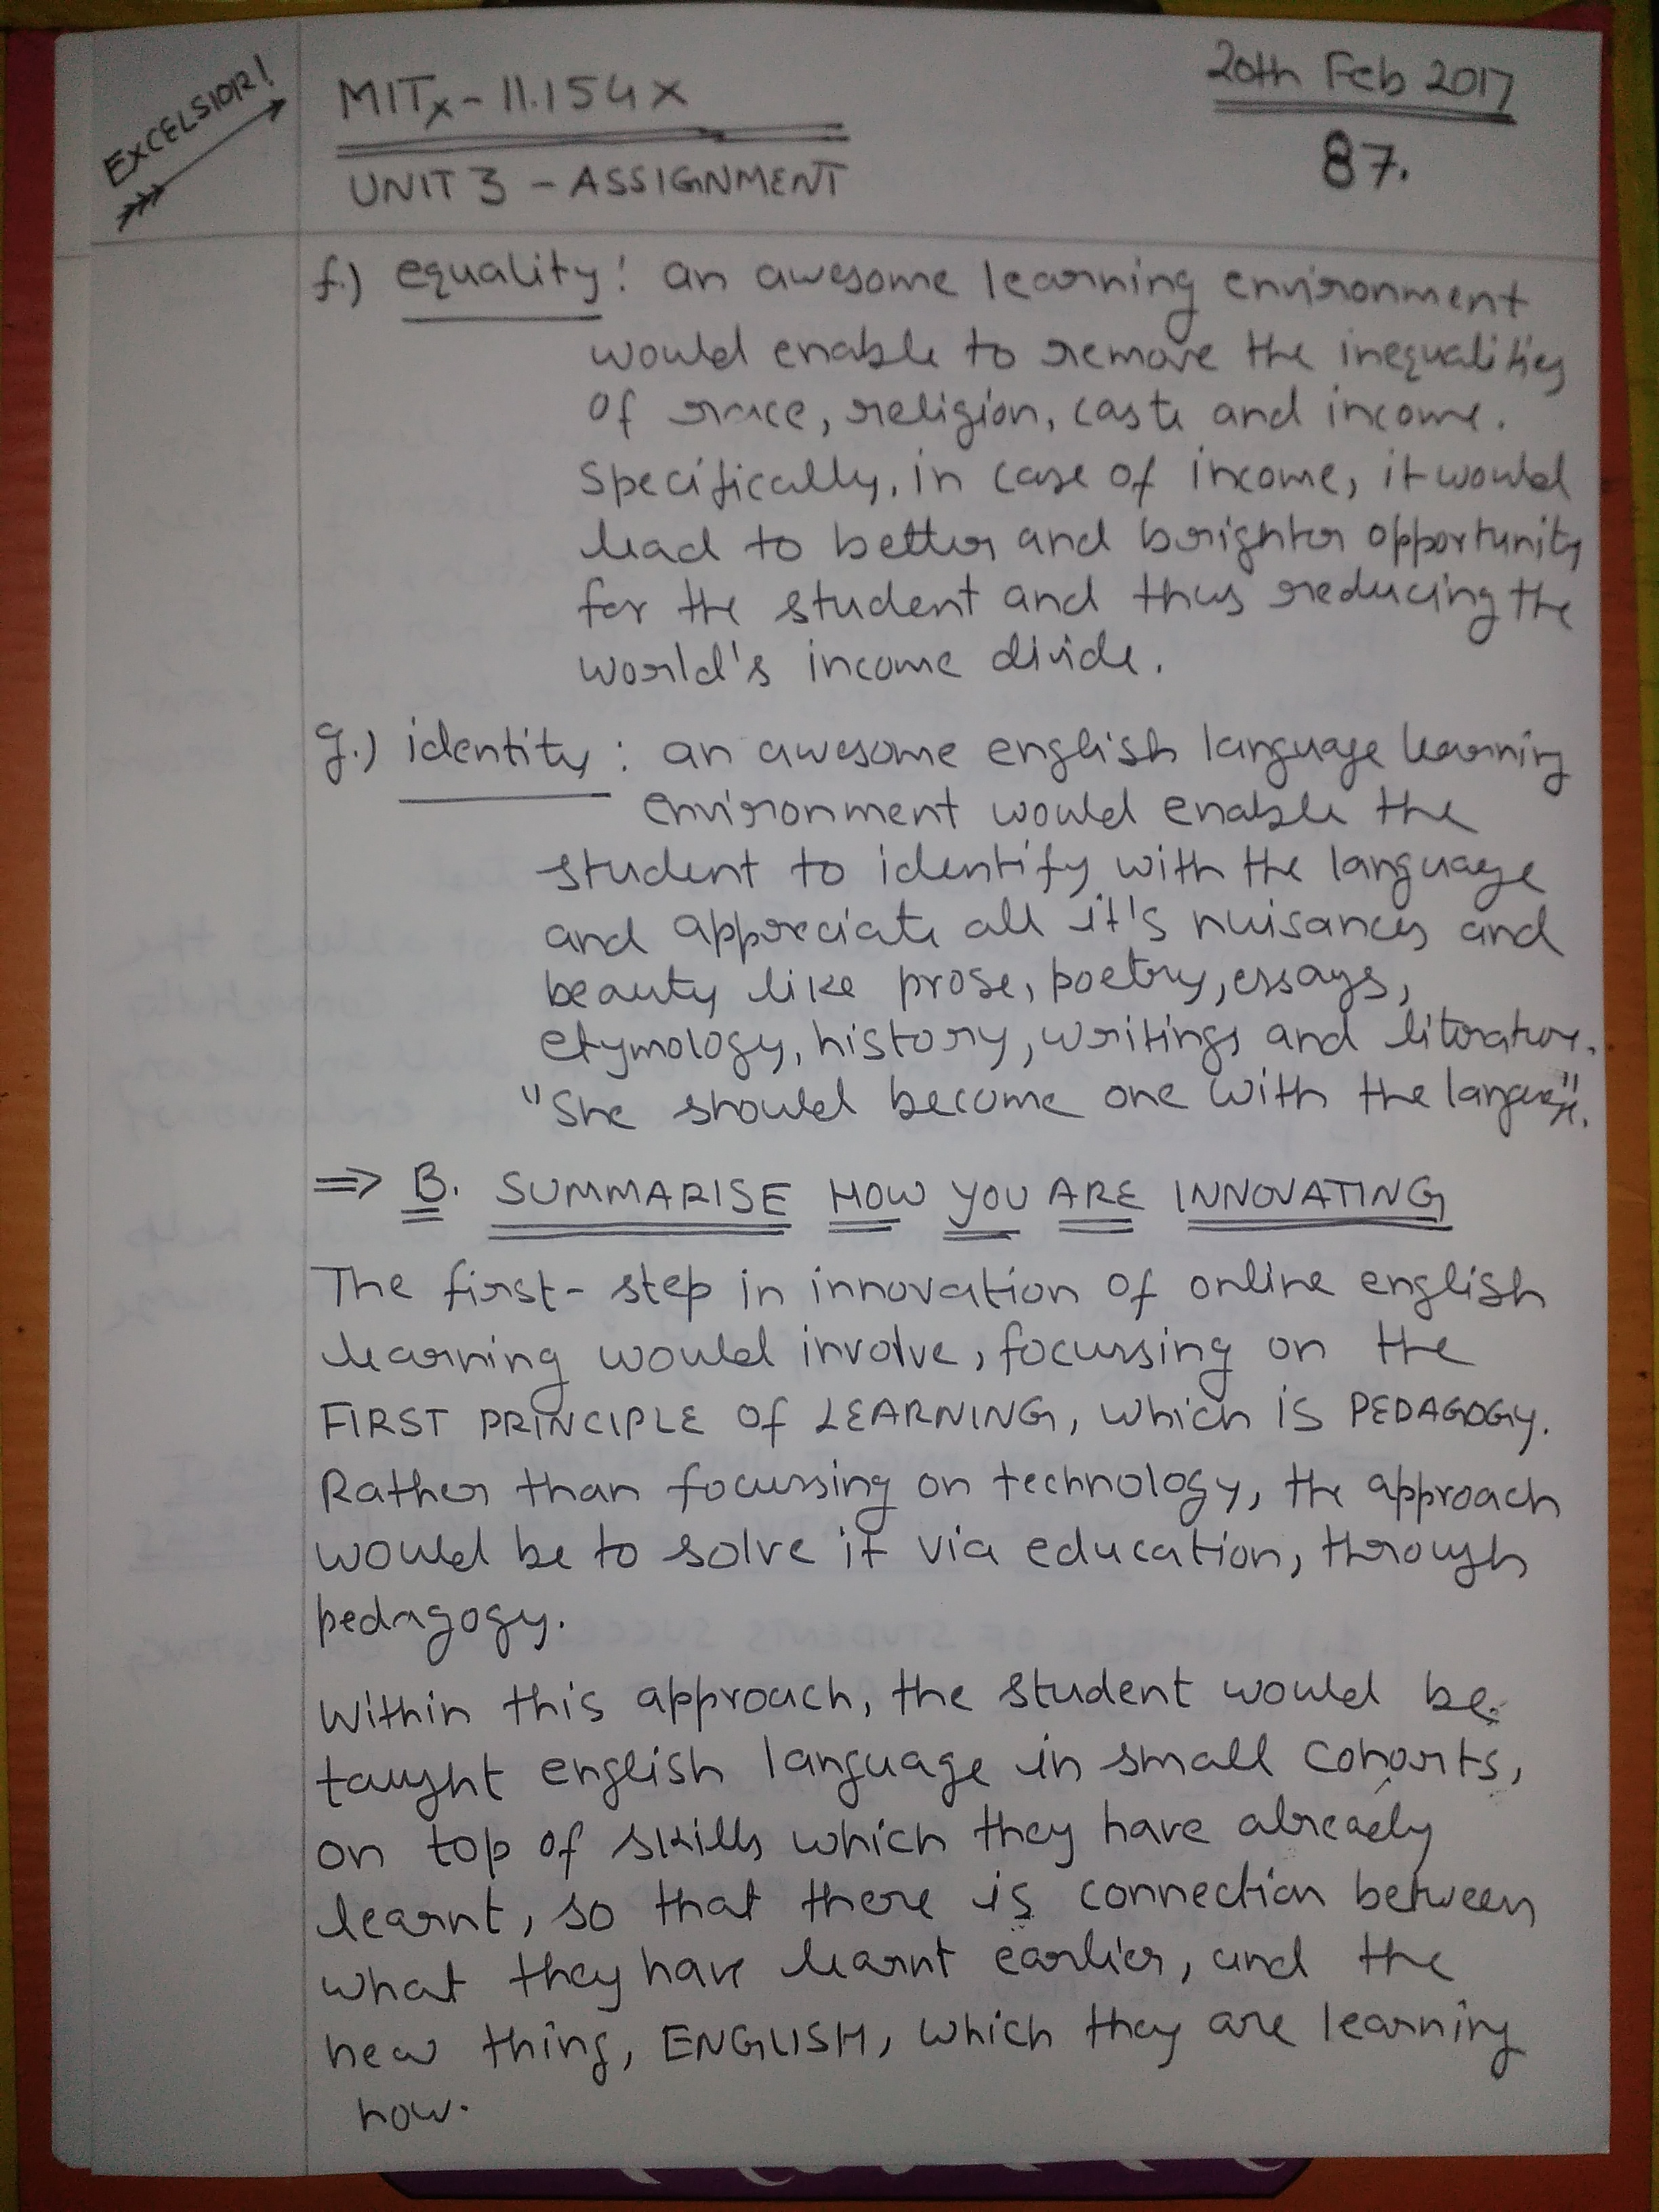 EXCELSIOR!
MITx - 11.154x
20th Feb 2017
UNIT 3 - ASSIGNMENT
87.
f.) equality: an awesome learning environment
would enable to remove the inequalities
of race, religion, caste and income.
Specifically, in case of income, it would
lead to better and brighter opportunity
for the student and thus reducing the
world's income divide.
g.) identity: an awesome english language learning
environment would enable the
student to identify with the language
and appreciate all it's nuisances and
beauty like prose, poetry, essays,
etymology, history, writings and literature.
"She should become one with the language".
⇒ B. SUMMARISE HOW YOU ARE INNOVATING
The first-step in innovation of online english
learning would involve, focussing on the
FIRST PRINCIPLE OF LEARNING, which is PEDAGOGY.
Rather than focussing on technology, the approach
would be to solve it via education, through
pedagogy.
Within this approach, the student would be
taught english language in small cohorts,
on top of skills which they have already
learnt, so that there is connection between
what they have learnt earlier, and the
new thing, ENGLISH, which they are learning
now.